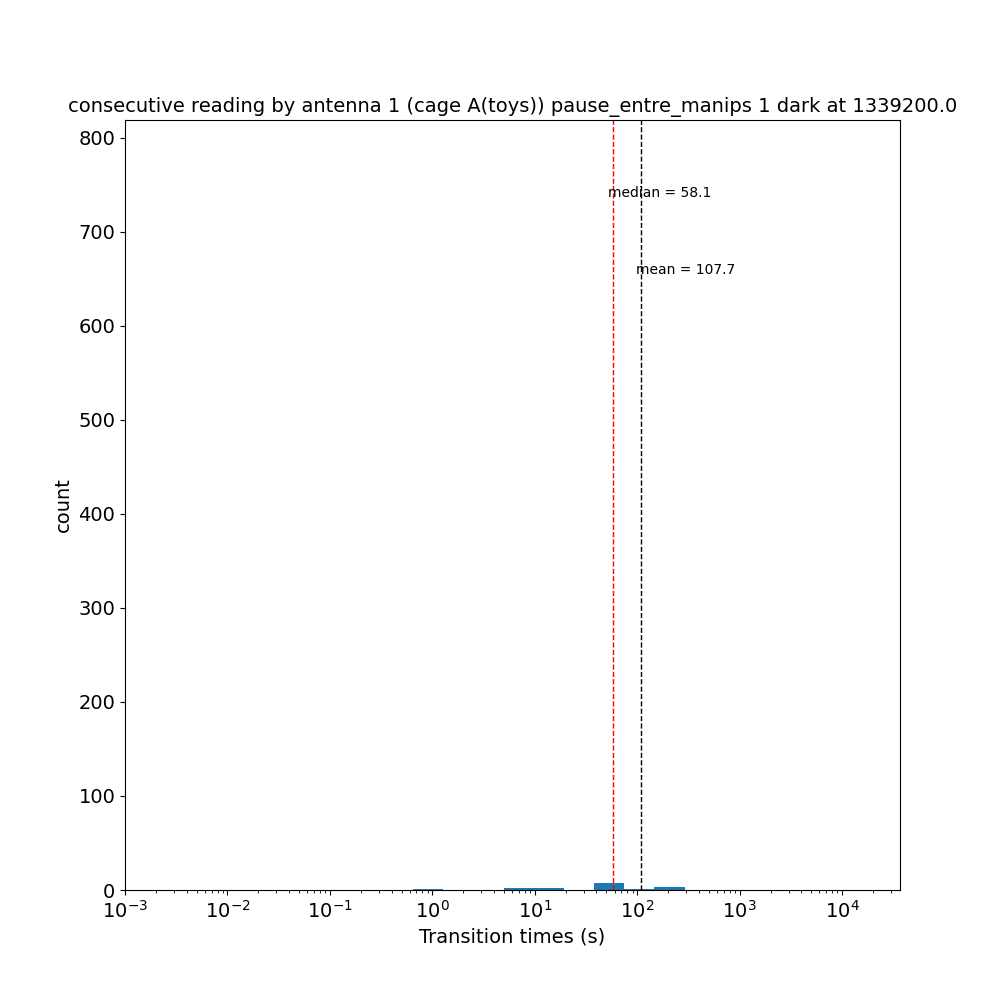 consecutive reading by antenna 1 (cage A(toys)) pause_entre_manips 1 dark at 1339200.0
800
median = 58.1
700
mean = 107.7
600
500
count
400
300
200
100
0
10⁻³ 10⁻² 10⁻¹ 10⁰ 10¹ 10² 10³ 10⁴
Transition times (s)